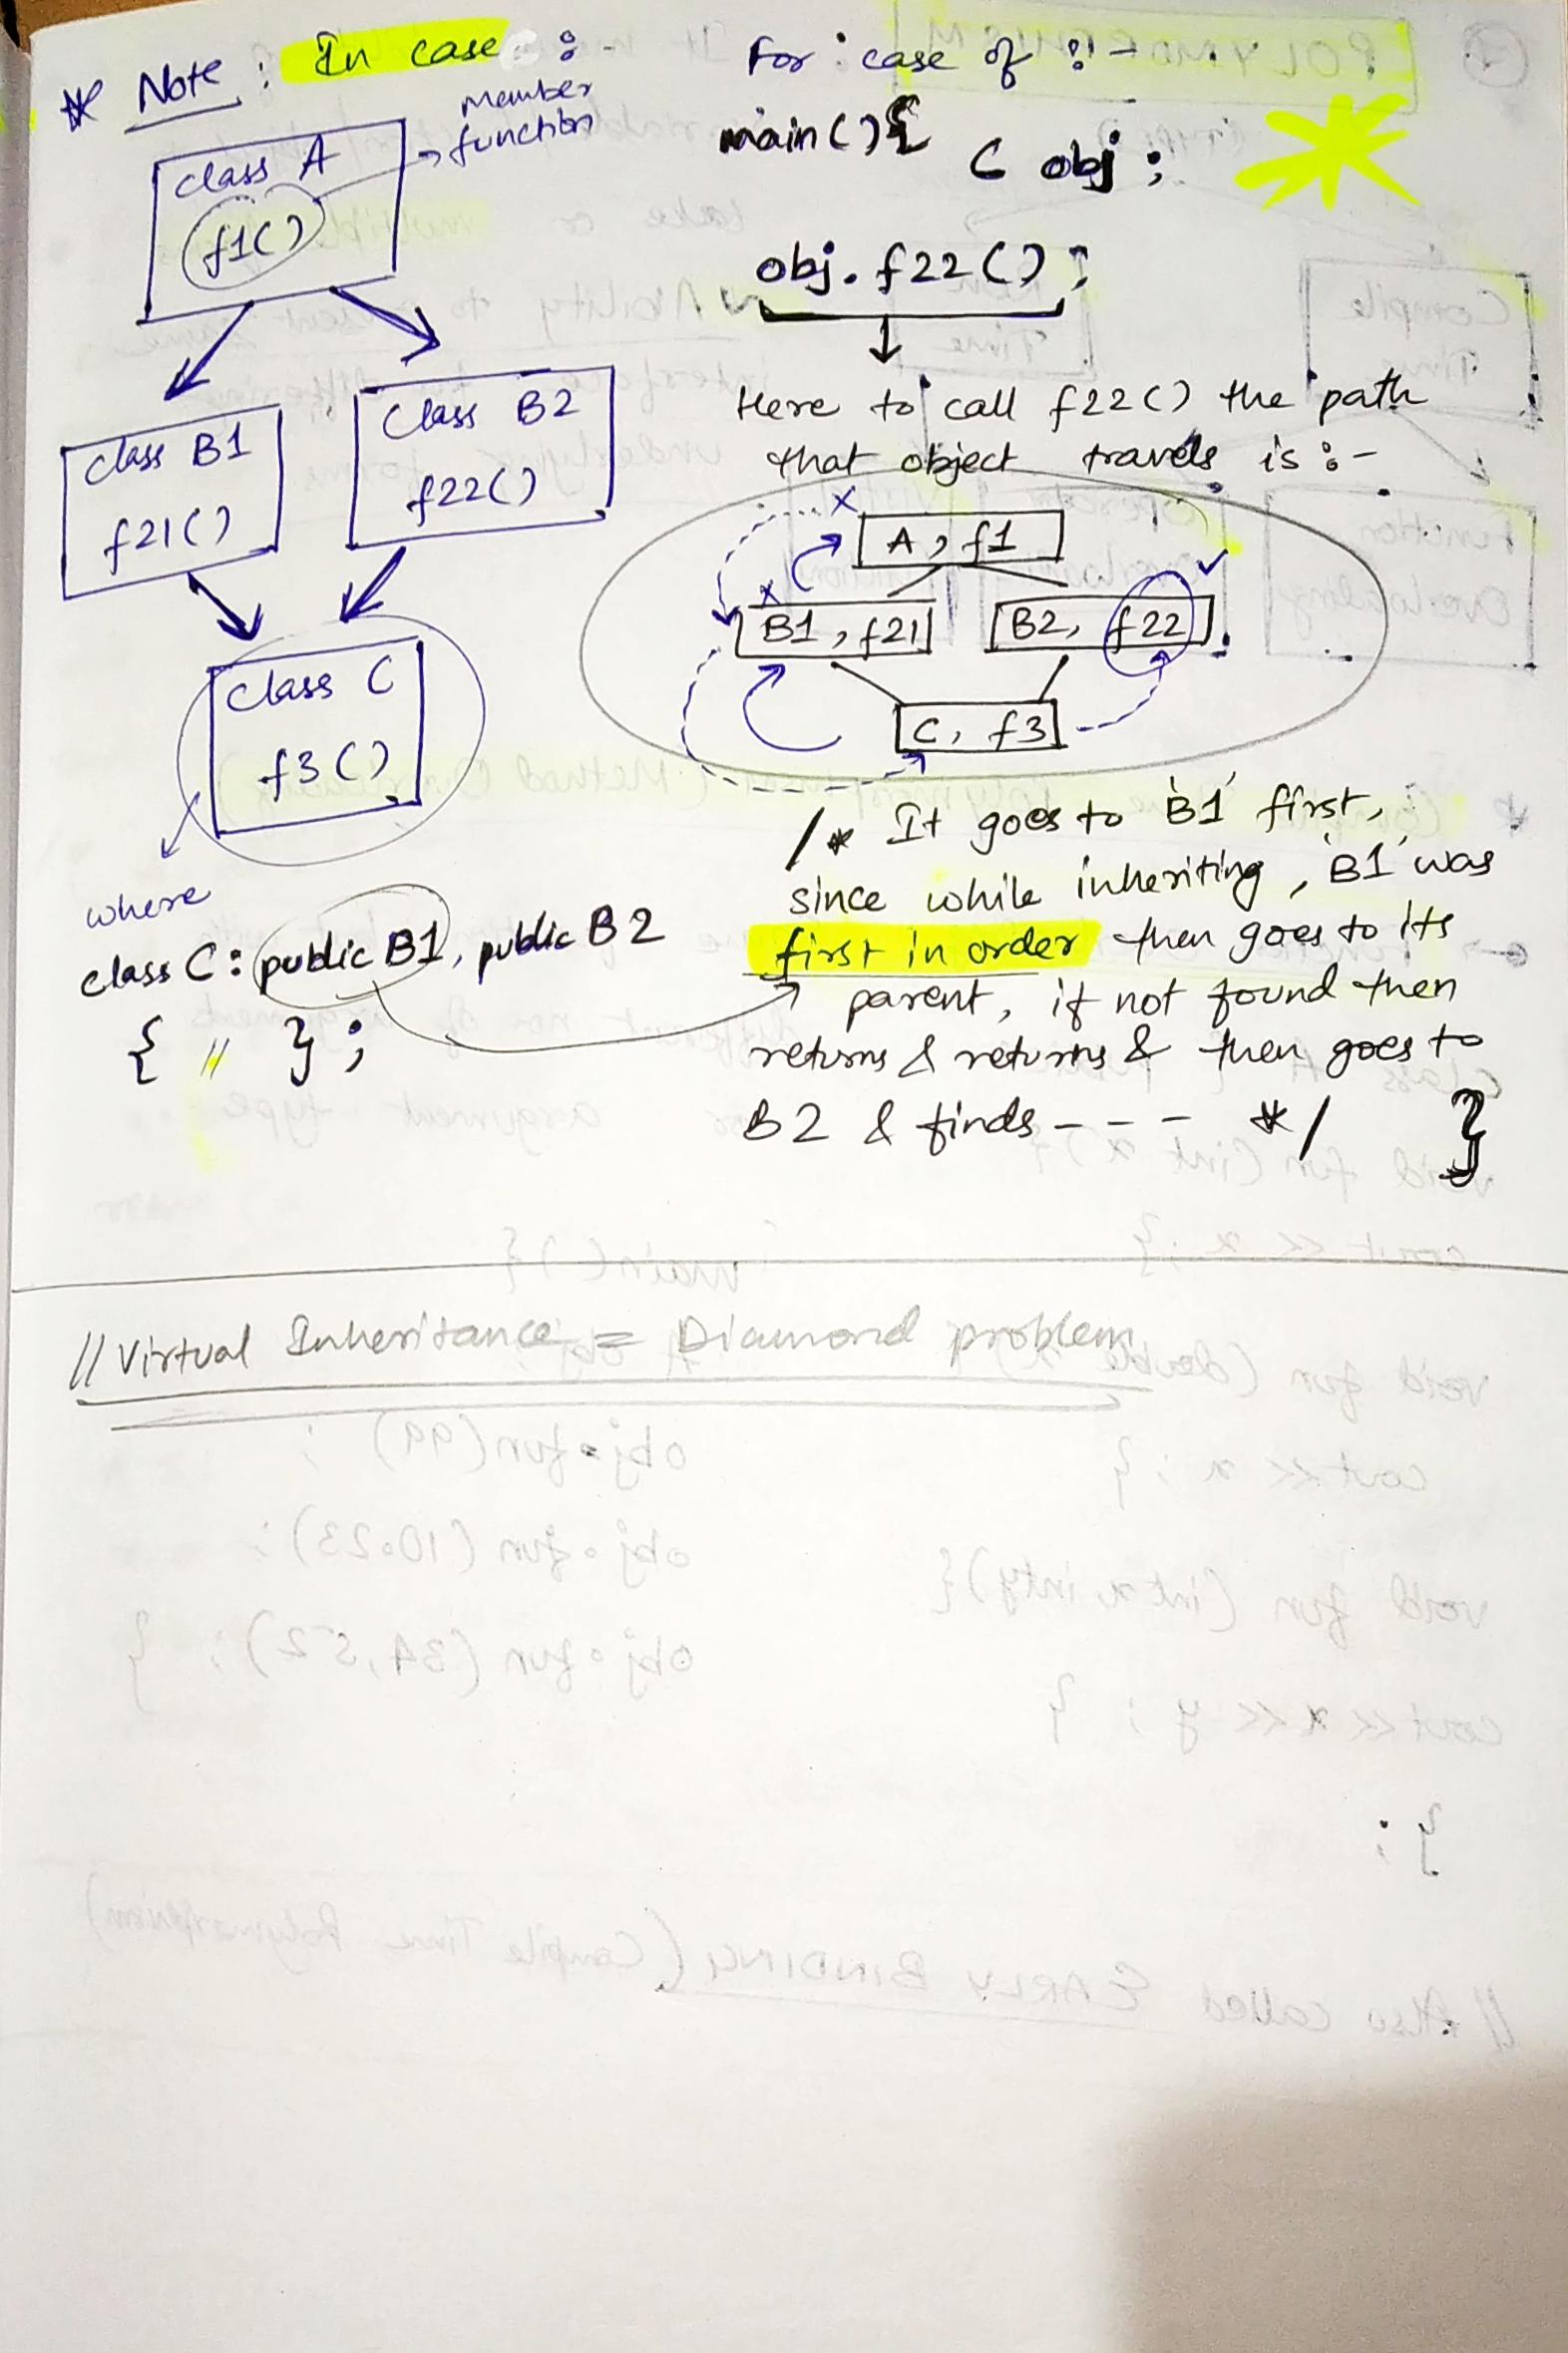 * Note : In case :-
member
function
class A
f1()
class B1
f21()
class B2
f22()
class C
f3()
where
class C : public B1, public B2
{ // };
For case of :-
main(){
C obj ;
obj. f22() ;
Here to call f22() the path
that object travels is :-
x
A, f1
x
B1, f21
B2, f22
✓
C, f3
/* It goes to 'B1' first,
since while inheriting, 'B1' was
first in order then goes to its
parent, if not found then
returns & returns & then goes to
B2 & finds - - - */ }
// Virtual Inheritance = Diamond problem